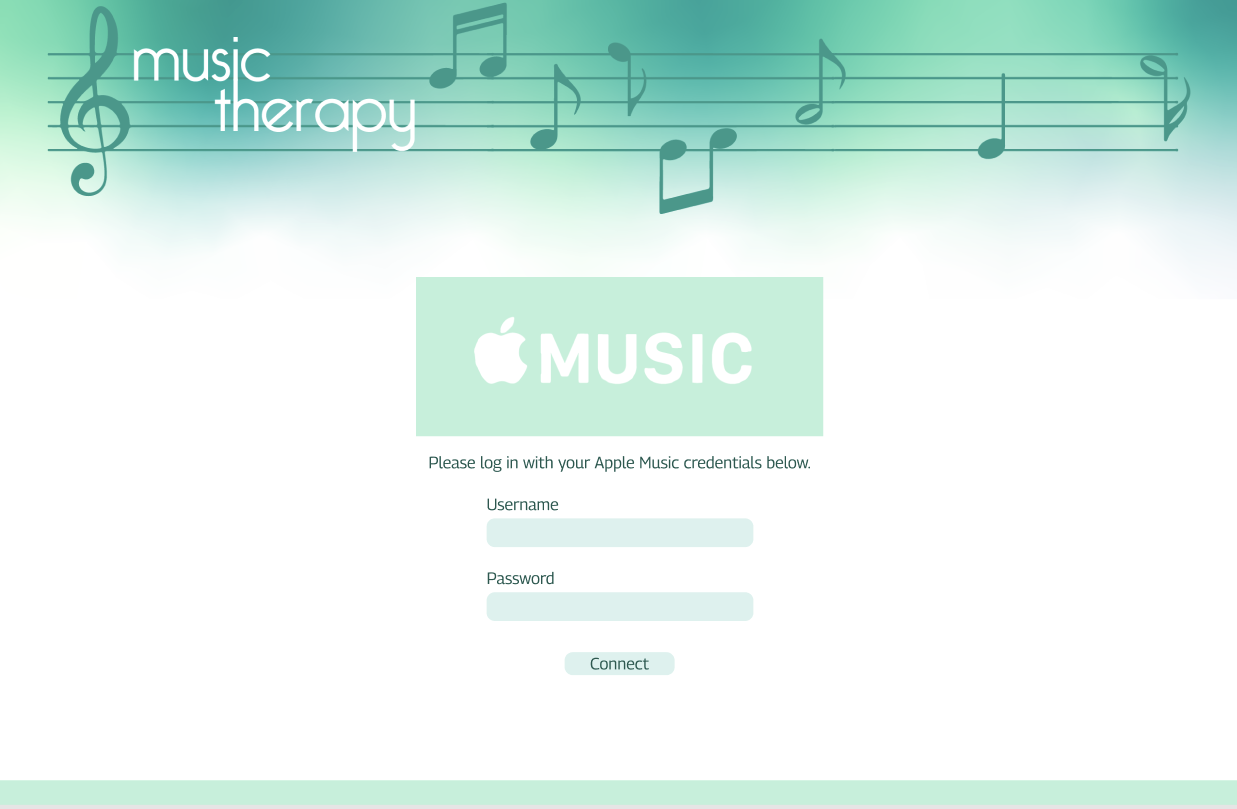 music
therapy
MUSIC
Please log in with your Apple Music credentials below.
Username
Password
Connect